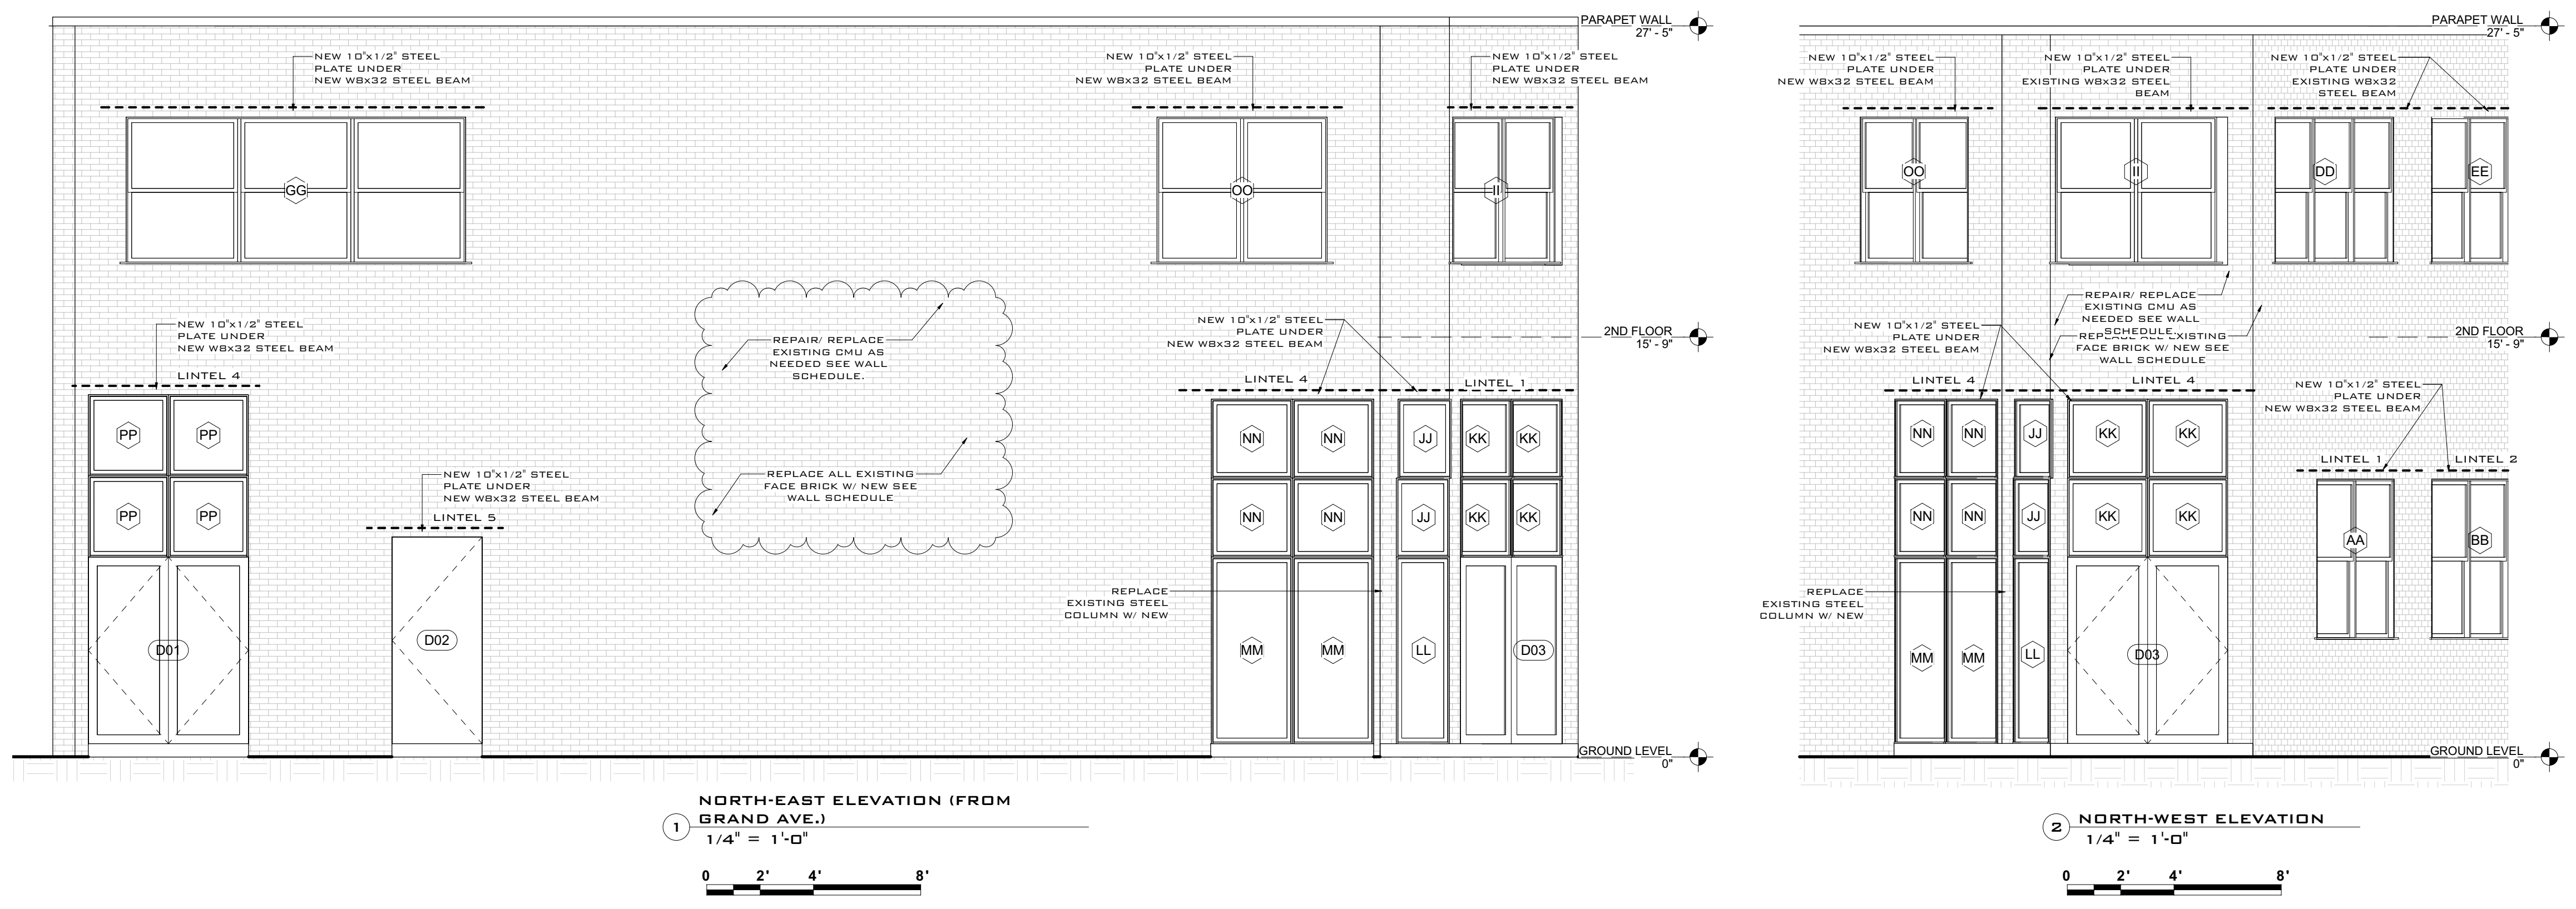 PARAPET WALL
27' - 5"
NEW 10"x1/2" STEEL
PLATE UNDER
NEW W8x32 STEEL BEAM
NEW 10"x1/2" STEEL
PLATE UNDER
NEW W8x32 STEEL BEAM
NEW 10"x1/2" STEEL
PLATE UNDER
NEW W8x32 STEEL BEAM
GG
OO
II
NEW 10"x1/2" STEEL
PLATE UNDER
NEW W8x32 STEEL BEAM
LINTEL 4
REPAIR/ REPLACE
EXISTING CMU AS
NEEDED SEE WALL
SCHEDULE.
NEW 10"x1/2" STEEL
PLATE UNDER
NEW W8x32 STEEL BEAM
2ND FLOOR
15' - 9"
LINTEL 4
LINTEL 1
PP
PP
NN
NN
JJ
KK
KK
NEW 10"x1/2" STEEL
PLATE UNDER
NEW W8x32 STEEL BEAM
LINTEL 5
REPLACE ALL EXISTING
FACE BRICK W/ NEW SEE
WALL SCHEDULE
PP
PP
NN
NN
JJ
KK
KK
REPLACE
EXISTING STEEL
COLUMN W/ NEW
D01
D02
MM
MM
LL
D03
GROUND LEVEL
0"
NORTH-EAST ELEVATION (FROM
GRAND AVE.)
1
1/4" = 1'-0"
0 2' 4' 8'
PARAPET WALL
27' - 5"
NEW 10"x1/2" STEEL
PLATE UNDER
NEW W8x32 STEEL BEAM
NEW 10"x1/2" STEEL
PLATE UNDER
EXISTING W8x32 STEEL
BEAM
NEW 10"x1/2" STEEL
PLATE UNDER
EXISTING W8x32
STEEL BEAM
OO
II
DD
EE
REPAIR/ REPLACE
EXISTING CMU AS
NEEDED SEE WALL
SCHEDULE.
REPLACE ALL EXISTING
FACE BRICK W/ NEW SEE
WALL SCHEDULE
NEW 10"x1/2" STEEL
PLATE UNDER
NEW W8x32 STEEL BEAM
2ND FLOOR
15' - 9"
LINTEL 4
LINTEL 4
NEW 10"x1/2" STEEL
PLATE UNDER
NEW W8x32 STEEL BEAM
LINTEL 1
LINTEL 2
NN
NN
JJ
KK
KK
NN
NN
JJ
KK
KK
AA
BB
REPLACE
EXISTING STEEL
COLUMN W/ NEW
MM
MM
LL
D03
GROUND LEVEL
0"
2
NORTH-WEST ELEVATION
1/4" = 1'-0"
0 2' 4' 8'